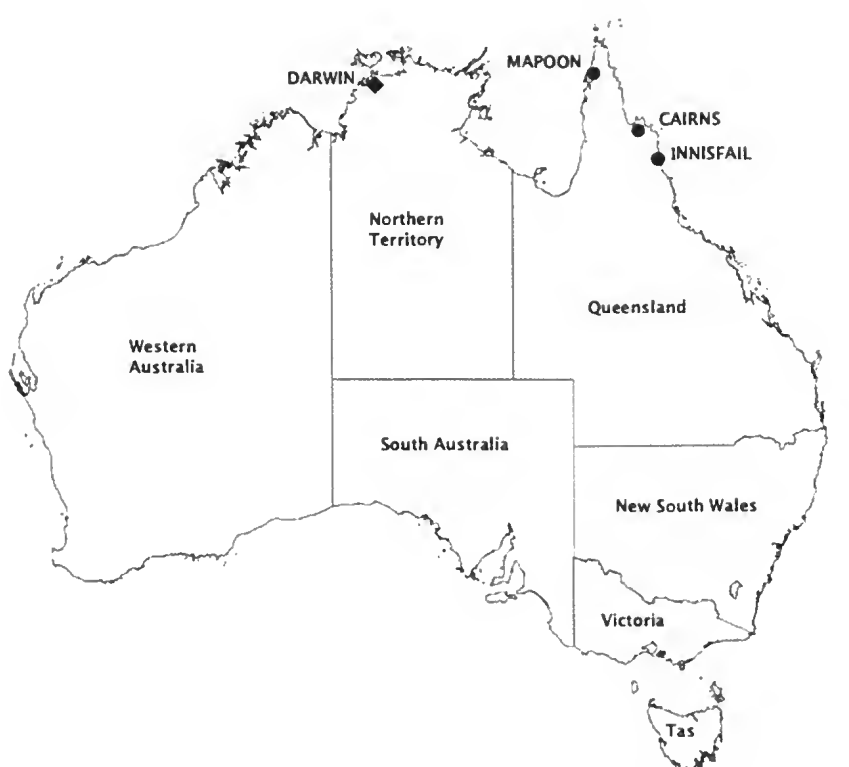 MAPOON
DARWIN
CAIRNS
INNISFAIL
Northern
Territory
Queensland
Western
Australia
South Australia
New South Wales
Victoria
Tas